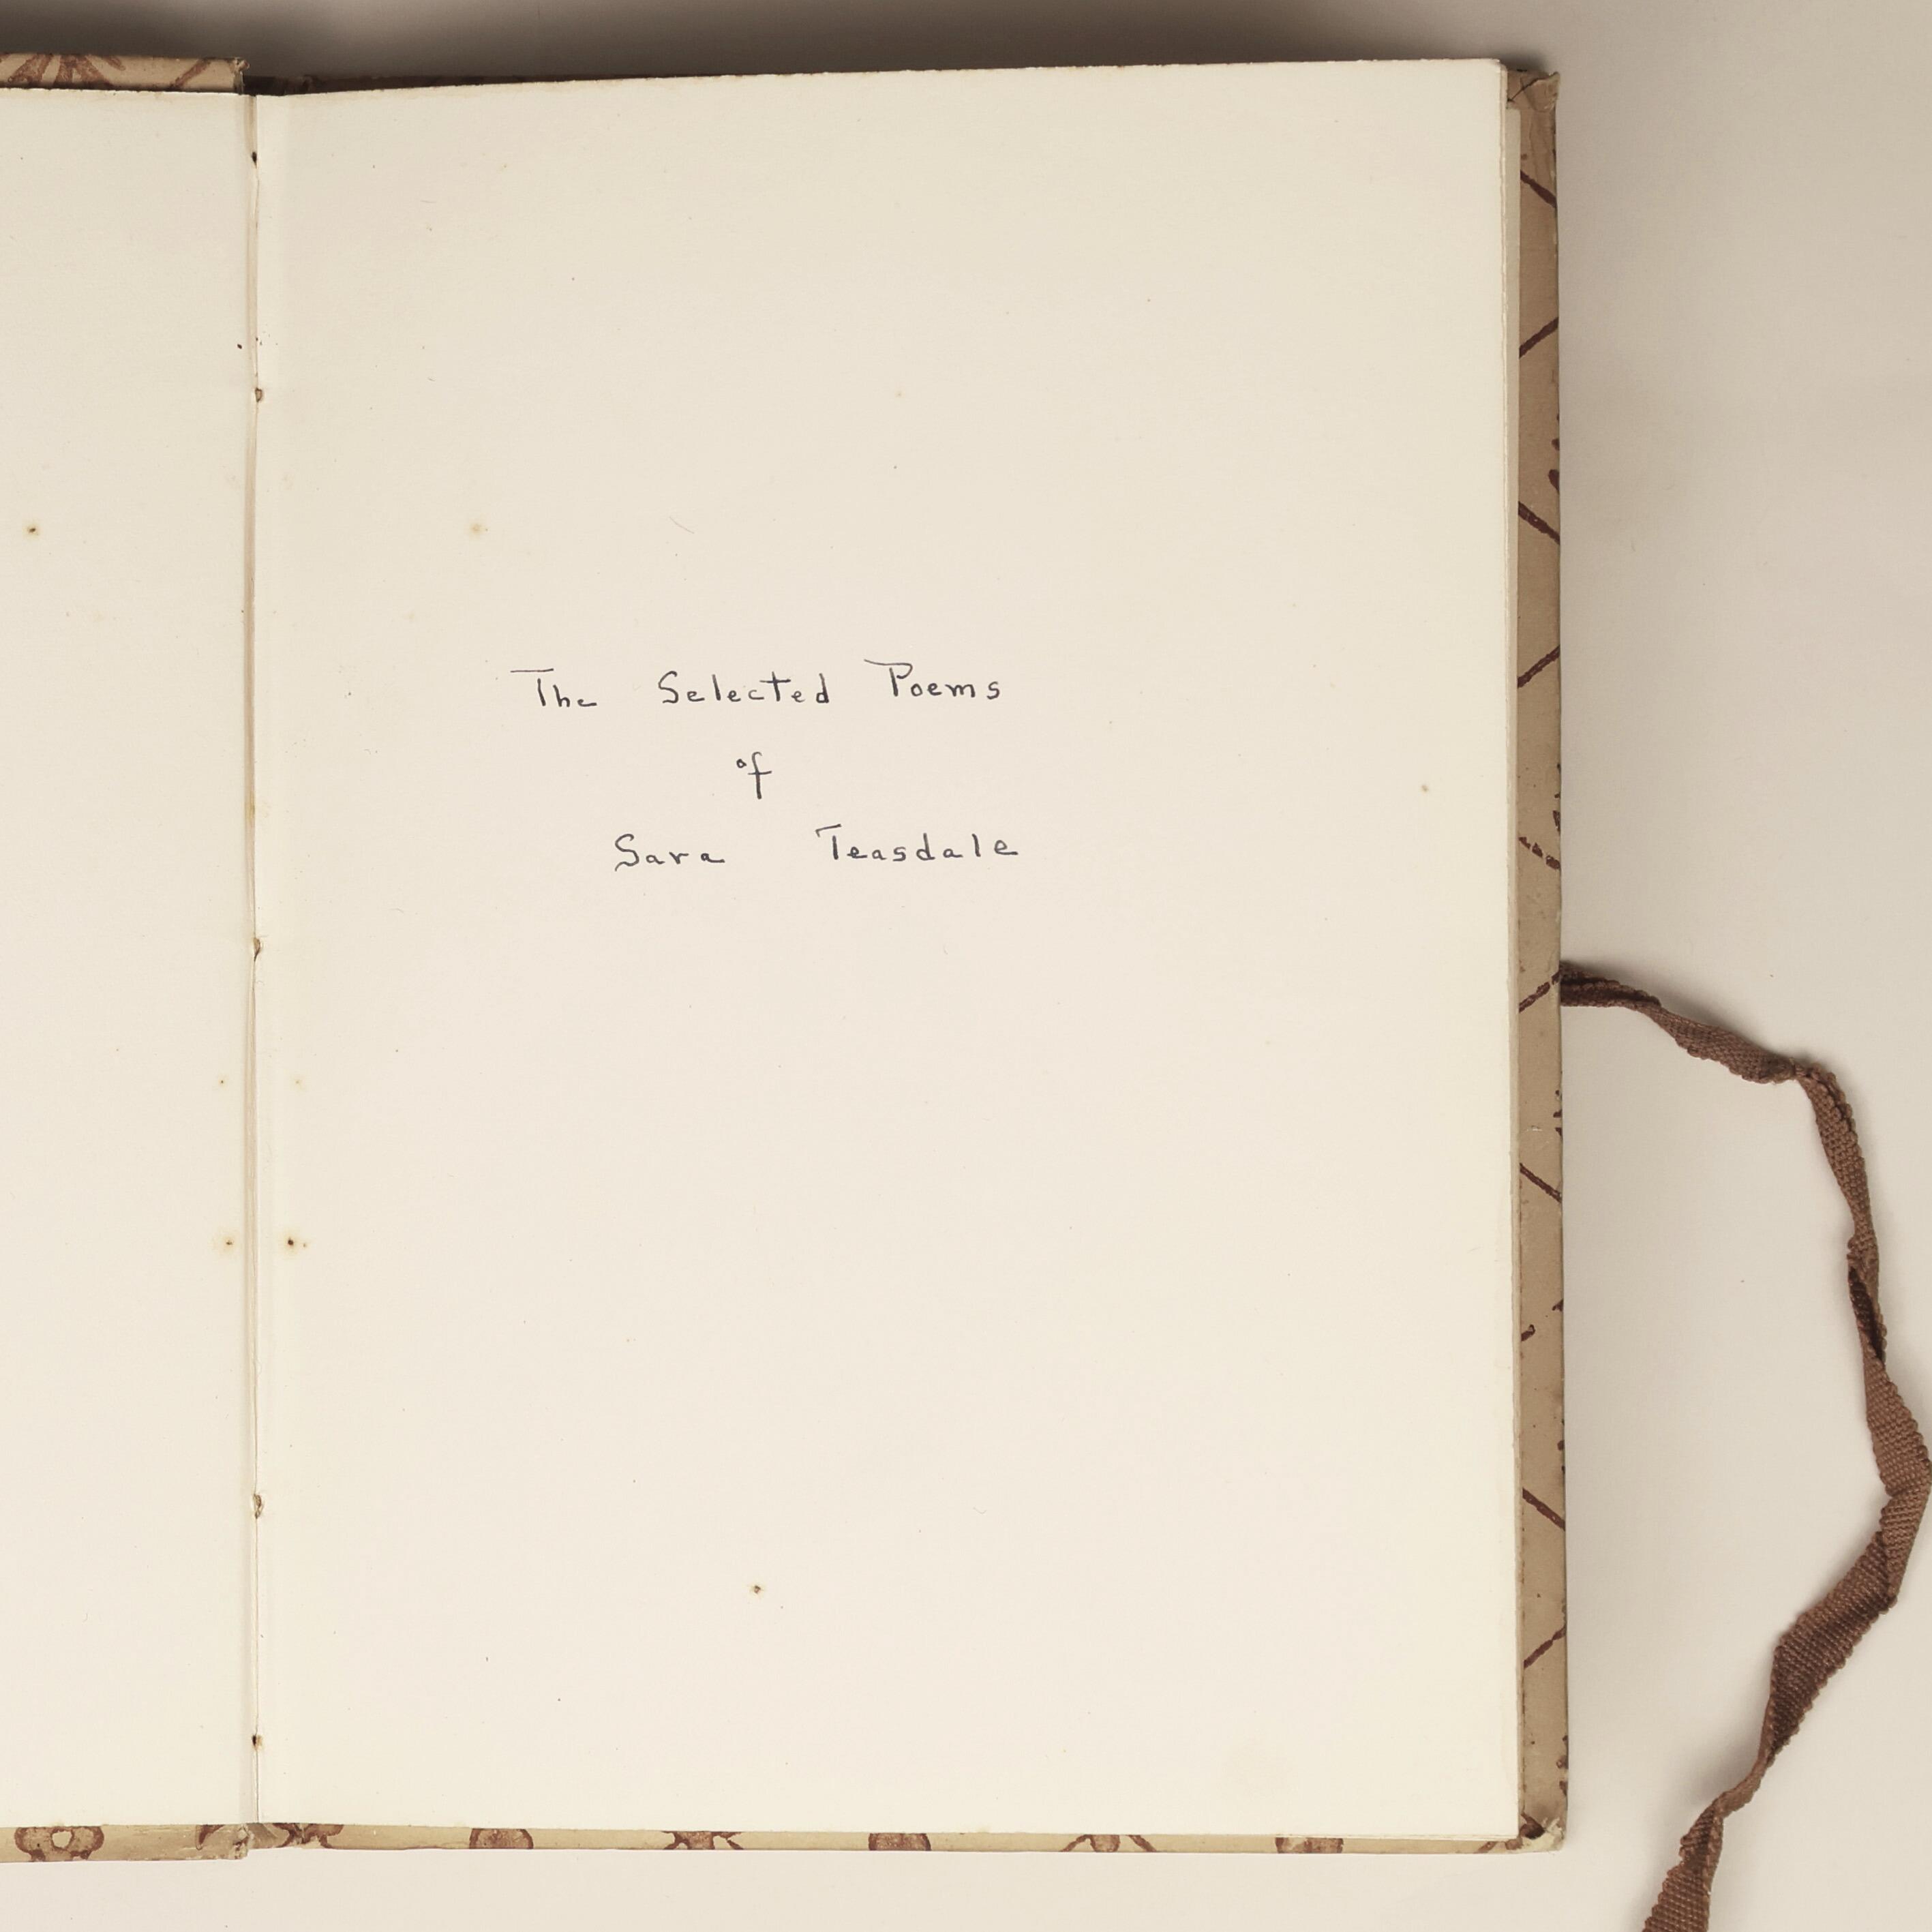 The Selected Poems
of
Sara Teasdale